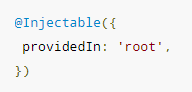 @Injectable({
 providedIn: 'root',
})